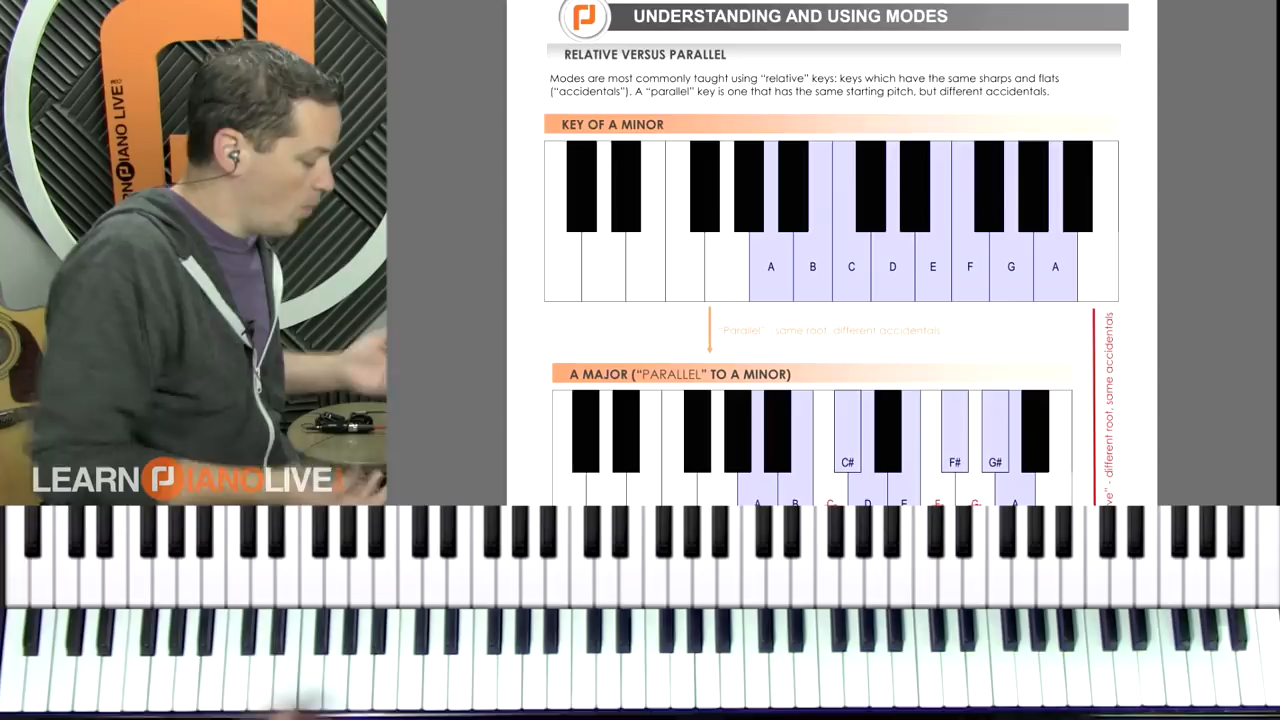 UNDERSTANDING AND USING MODES
RELATIVE VERSUS PARALLEL
Modes are most commonly taught using “relative” keys: keys which have the same sharps and flats
(“accidentals”). A “parallel” key is one that has the same starting pitch, but different accidentals.
KEY OF A MINOR
A B C D E F G A
“Parallel” - same root, different accidentals
A MAJOR (“PARALLEL” TO A MINOR)
C# F# G#
A B C D E F G A
ve” - different root, same accidentals
PIANO LIVE
LEARN PIANOLIVE